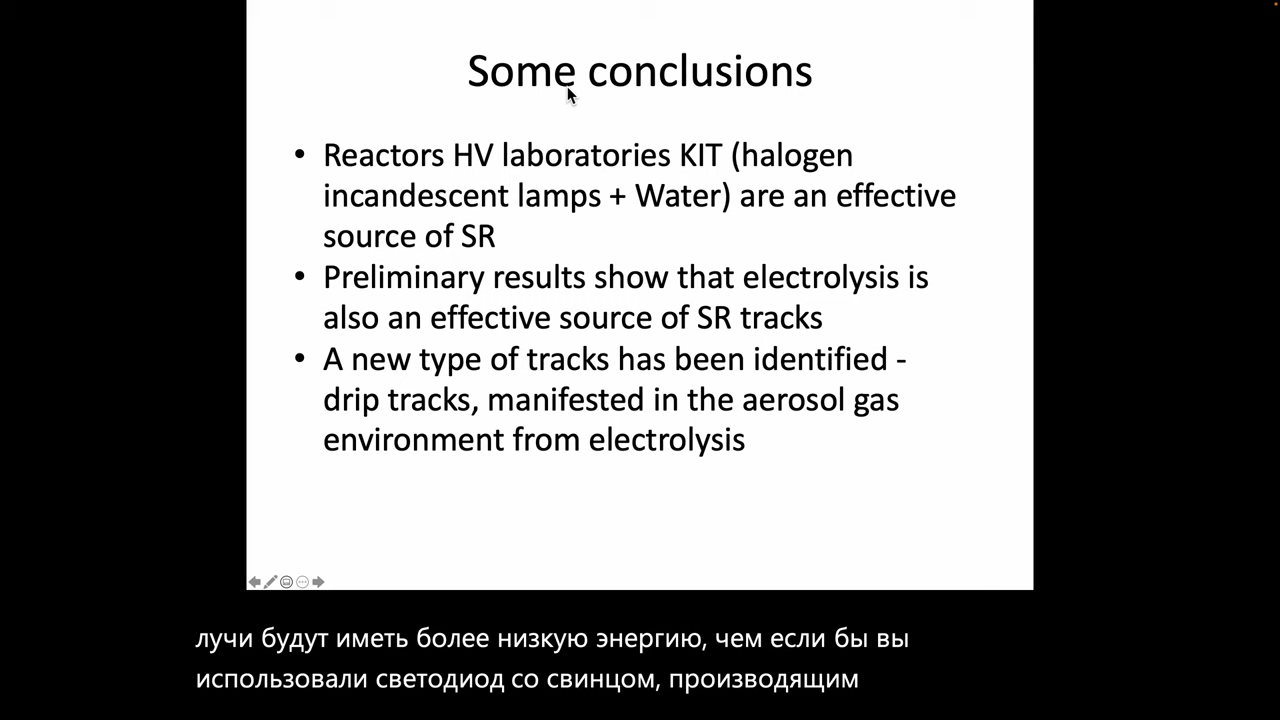 Some conclusions
• Reactors HV laboratories KIT (halogen
incandescent lamps + Water) are an effective
source of SR
• Preliminary results show that electrolysis is
also an effective source of SR tracks
• A new type of tracks has been identified -
drip tracks, manifested in the aerosol gas
environment from electrolysis
лучи будут иметь более низкую энергию, чем если бы вы
использовали светодиод со свинцом, производящим